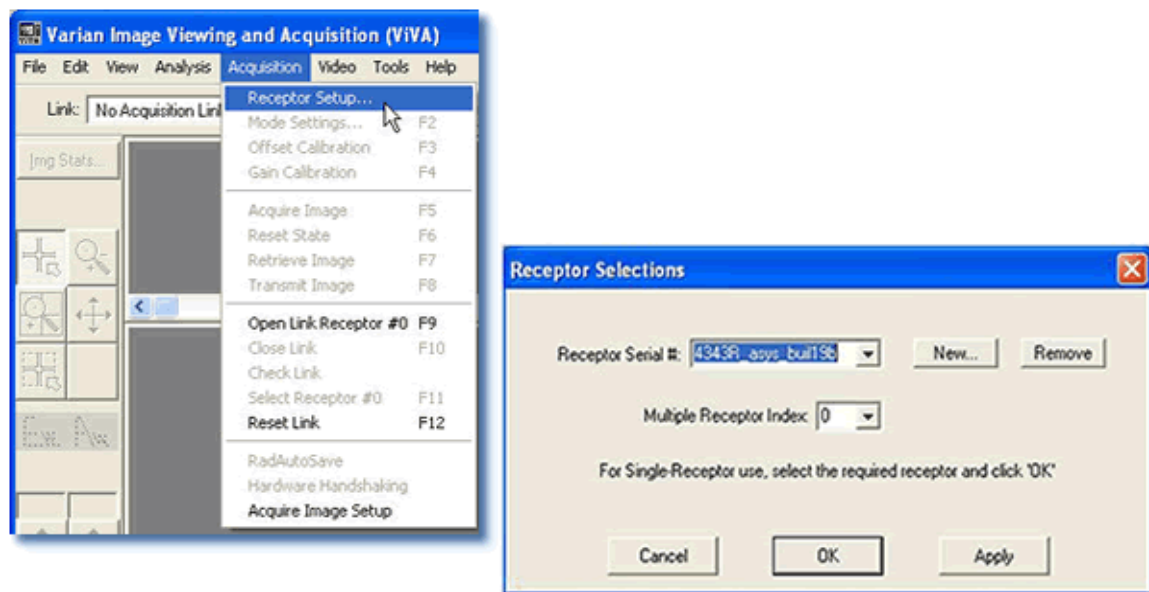 Varian Image Viewing and Acquisition (ViVA)
File Edit View Analysis Acquisition Video Tools Help
Link: No Acquisition Link
Img Stats...
Receptor Setup...
Mode Settings... F2
Offset Calibration F3
Gain Calibration F4
Acquire Image F5
Reset State F6
Retrieve Image F7
Transmit Image F8
Open Link Receptor #0 F9
Close Link F10
Check Link
Select Receptor #0 F11
Reset Link F12
RadAutoSave
Hardware Handshaking
Acquire Image Setup
Receptor Selections
Receptor Serial #: 4343R_asys_buil19b New... Remove
Multiple Receptor Index: 0
For Single-Receptor use, select the required receptor and click 'OK'
Cancel OK Apply